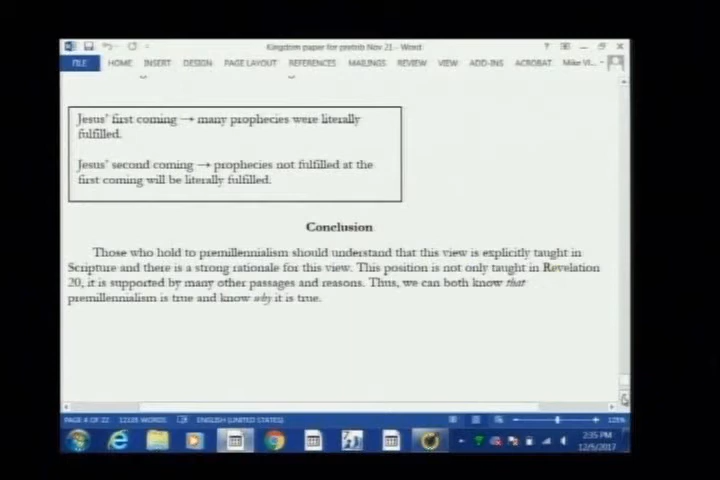 Kingdom paper for pretrib Nov 21 - Word
FILE HOME INSERT DESIGN PAGE LAYOUT REFERENCES MAILINGS REVIEW VIEW ADD-INS ACROBAT
Jesus' first coming → many prophecies were literally
fulfilled.
Jesus' second coming → prophecies not fulfilled at the
first coming will be literally fulfilled.
Conclusion
Those who hold to premillennialism should understand that this view is explicitly taught in
Scripture and there is a strong rationale for this view. This position is not only taught in Revelation
20, it is supported by many other passages and reasons. Thus, we can both know that
premillennialism is true and know why it is true.
OF 22 WORDS ENGLISH (UNITED STATES)
2:35 PM
12/5/2017